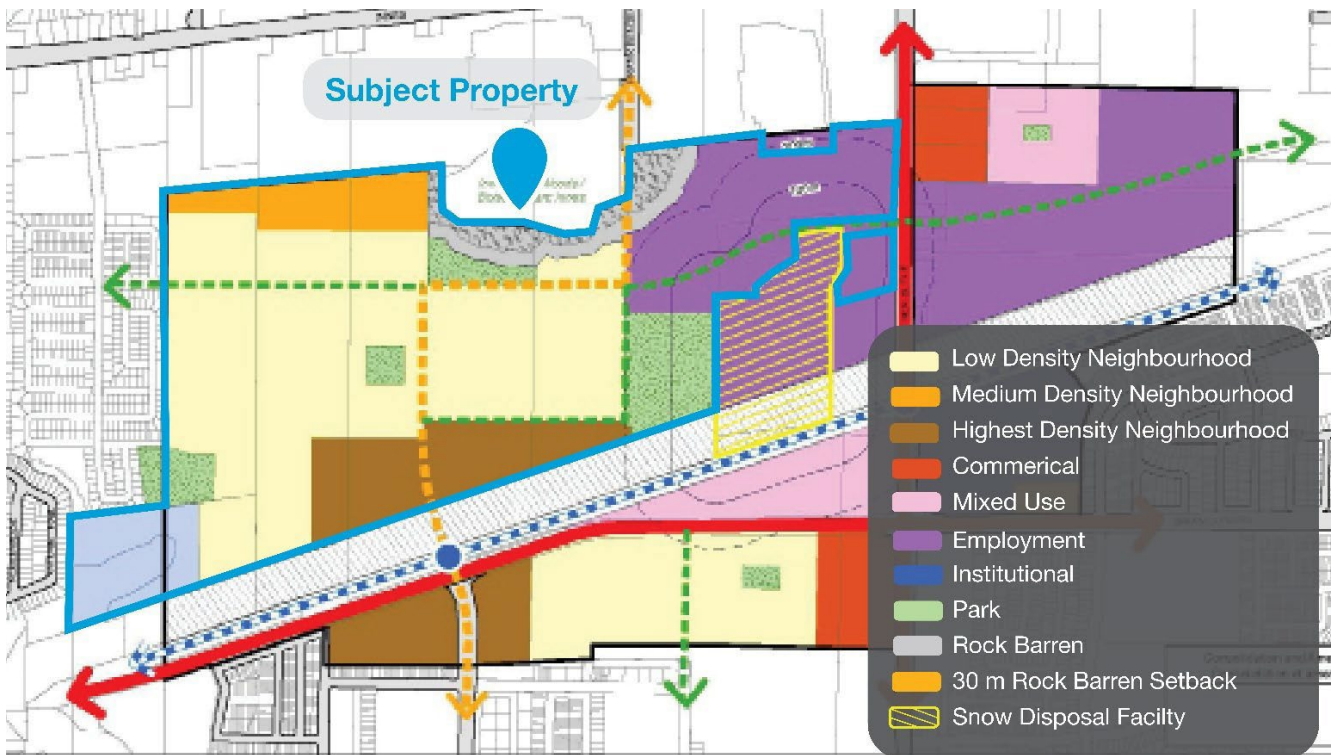 Subject Property
Low Density Neighbourhood
Medium Density Neighbourhood
Highest Density Neighbourhood
Commerical
Mixed Use
Employment
Institutional
Park
Rock Barren
30 m Rock Barren Setback
Snow Disposal Facilty